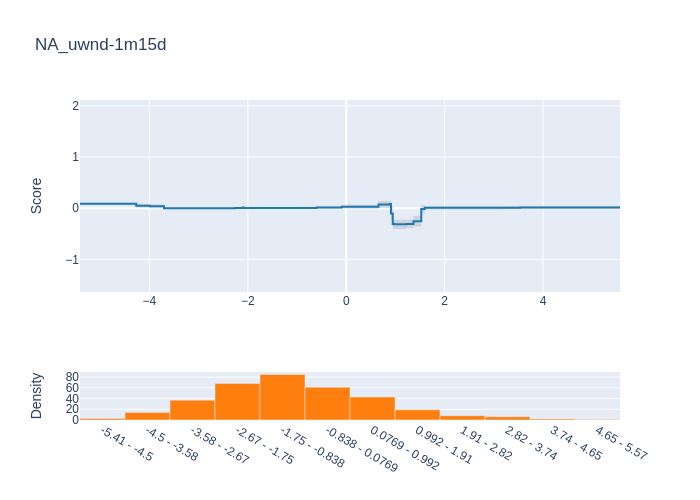 NA_uwnd-1m15d
Score
2
1
0
−1
−4
−2
0
2
4
Density
80
60
40
20
0
-5.41 - -4.5
-4.5 - -3.58
-3.58 - -2.67
-2.67 - -1.75
-1.75 - -0.838
-0.838 - 0.0769
0.0769 - 0.992
0.992 - 1.91
1.91 - 2.82
2.82 - 3.74
3.74 - 4.65
4.65 - 5.57